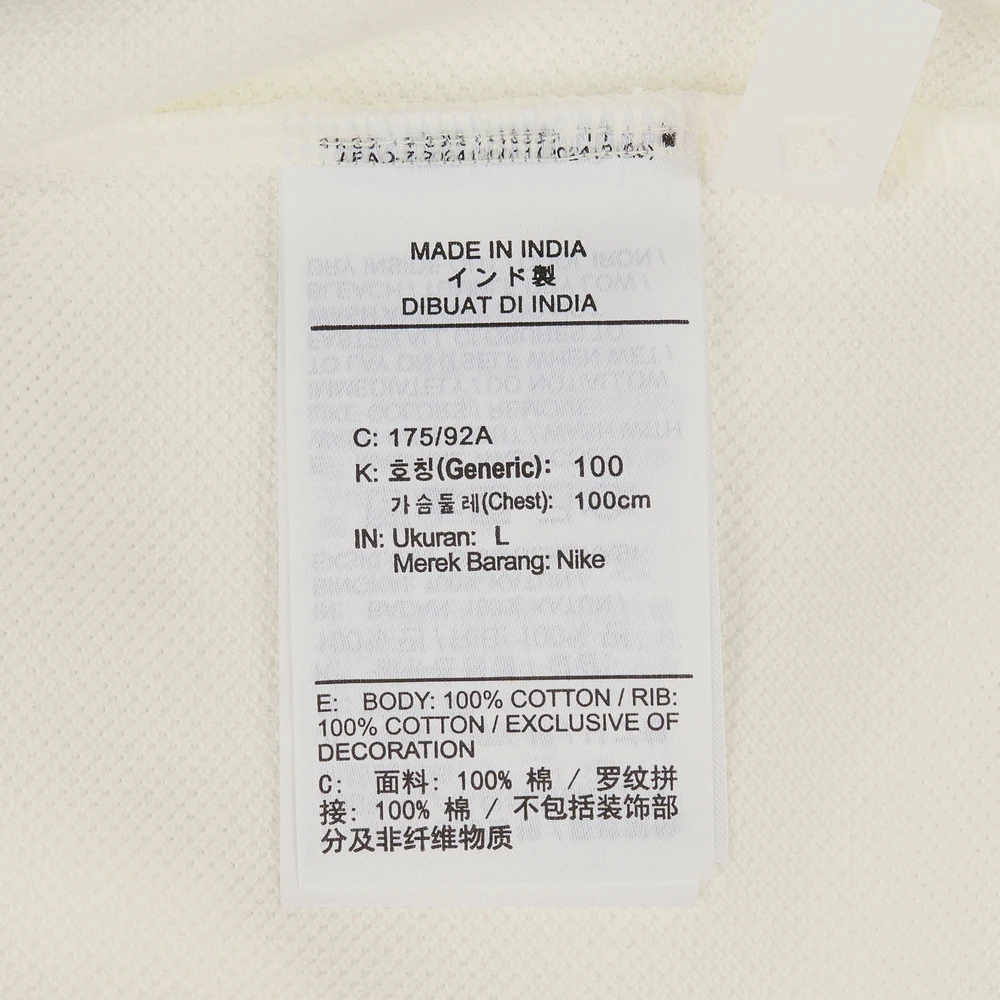 MADE IN INDIA
インド製
DIBUAT DI INDIA
C: 175/92A
K: 호칭(Generic): 100
가슴둘레(Chest): 100cm
IN: Ukuran: L
Merek Barang: Nike
E: BODY: 100% COTTON / RIB:
100% COTTON / EXCLUSIVE OF
DECORATION
C: 面料: 100% 棉 / 罗纹拼
接: 100% 棉 / 不包括装饰部
分及非纤维物质